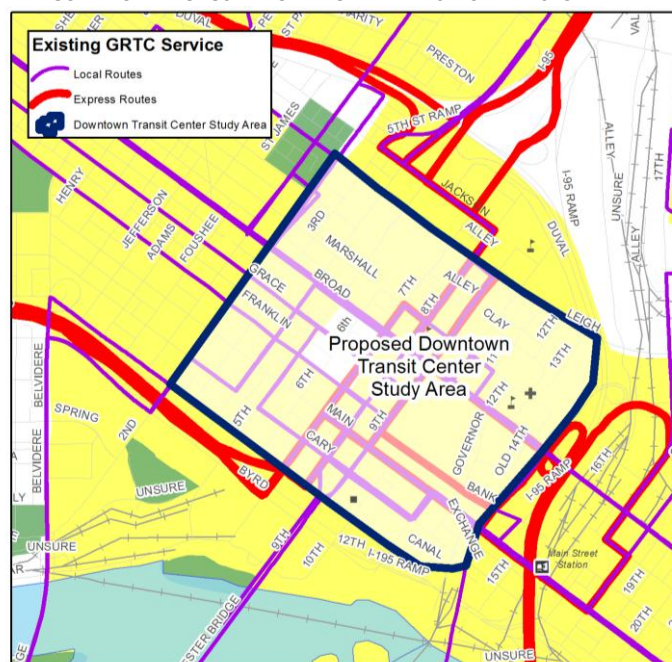 Existing GRTC Service
Local Routes
Express Routes
Downtown Transit Center Study Area
DUVAL
PRESTON
I-95
5TH ST RAMP
ST JAMES
ALLEY
UNSURE
ALLEY
17TH
I-95 RAMP
DUVAL
JACKSON
ALLEY
HENRY
JEFFERSON
ADAMS
FOUSHEE
3RD
MARSHALL
GRACE
BROAD
FRANKLIN
7TH
8TH
ALLEY
CLAY
12TH
LEIGH
13TH
6th
11
Proposed Downtown
Transit Center
Study Area
6TH
5TH
MAIN
9TH
CARY
12TH
GOVERNOR
OLD 14TH
BELVIDERE
SPRING
2ND
BELVIDERE
UNSURE
BYRD
BANK
I-95 RAMP
16TH
EXCHANGE
CANAL
12TH
I-195 RAMP
10TH
9TH
15TH
Main Street
Station
19TH
20TH
UNSURE
UNSURE